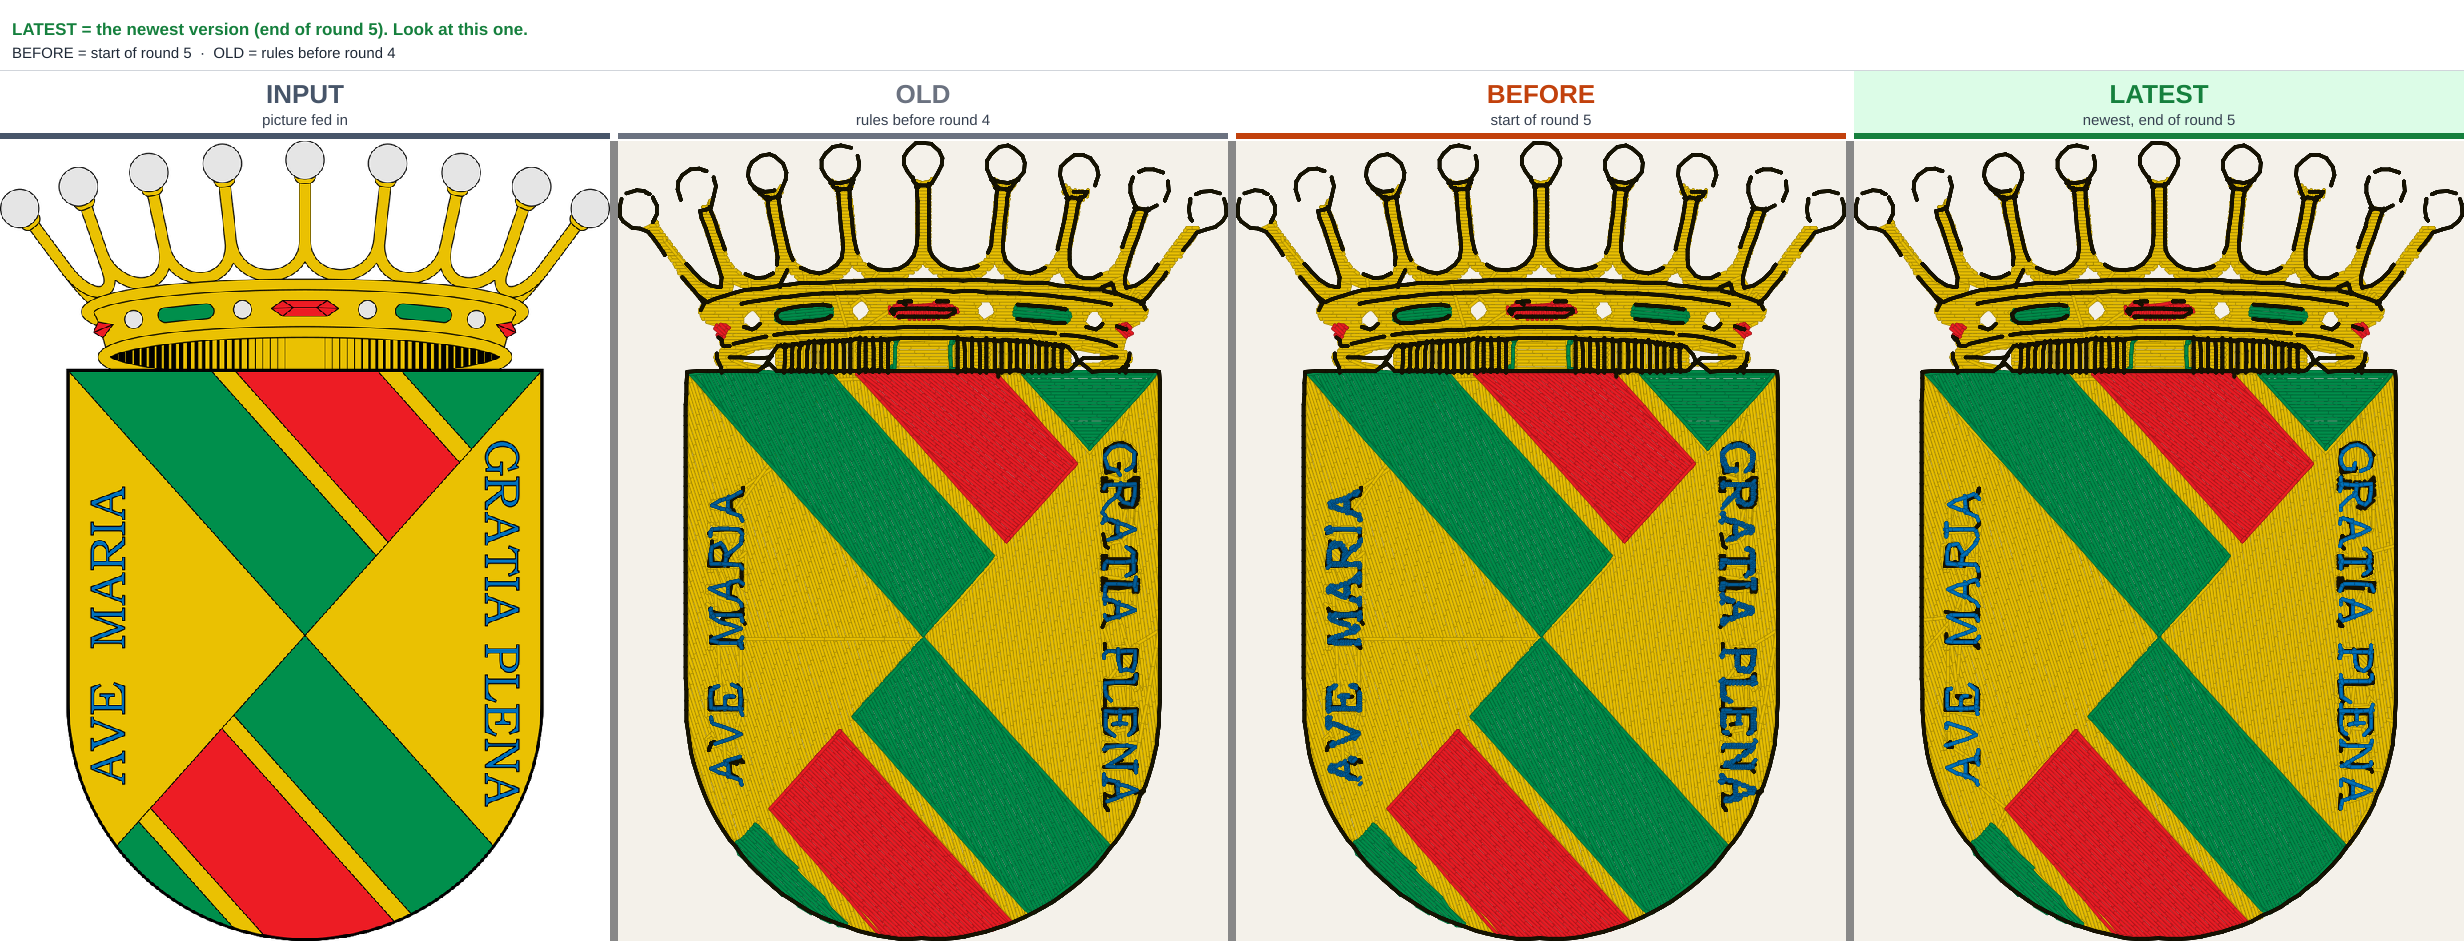 LATEST = the newest version (end of round 5). Look at this one.
BEFORE = start of round 5 · OLD = rules before round 4
INPUT
picture fed in
OLD
rules before round 4
BEFORE
start of round 5
LATEST
newest, end of round 5
AVE MARIA
GRATIA PLENA
AVE MARIA
GRATIA PLENA
AVE MARIA
GRATIA PLENA
AVE MARIA
GRATIA PLENA